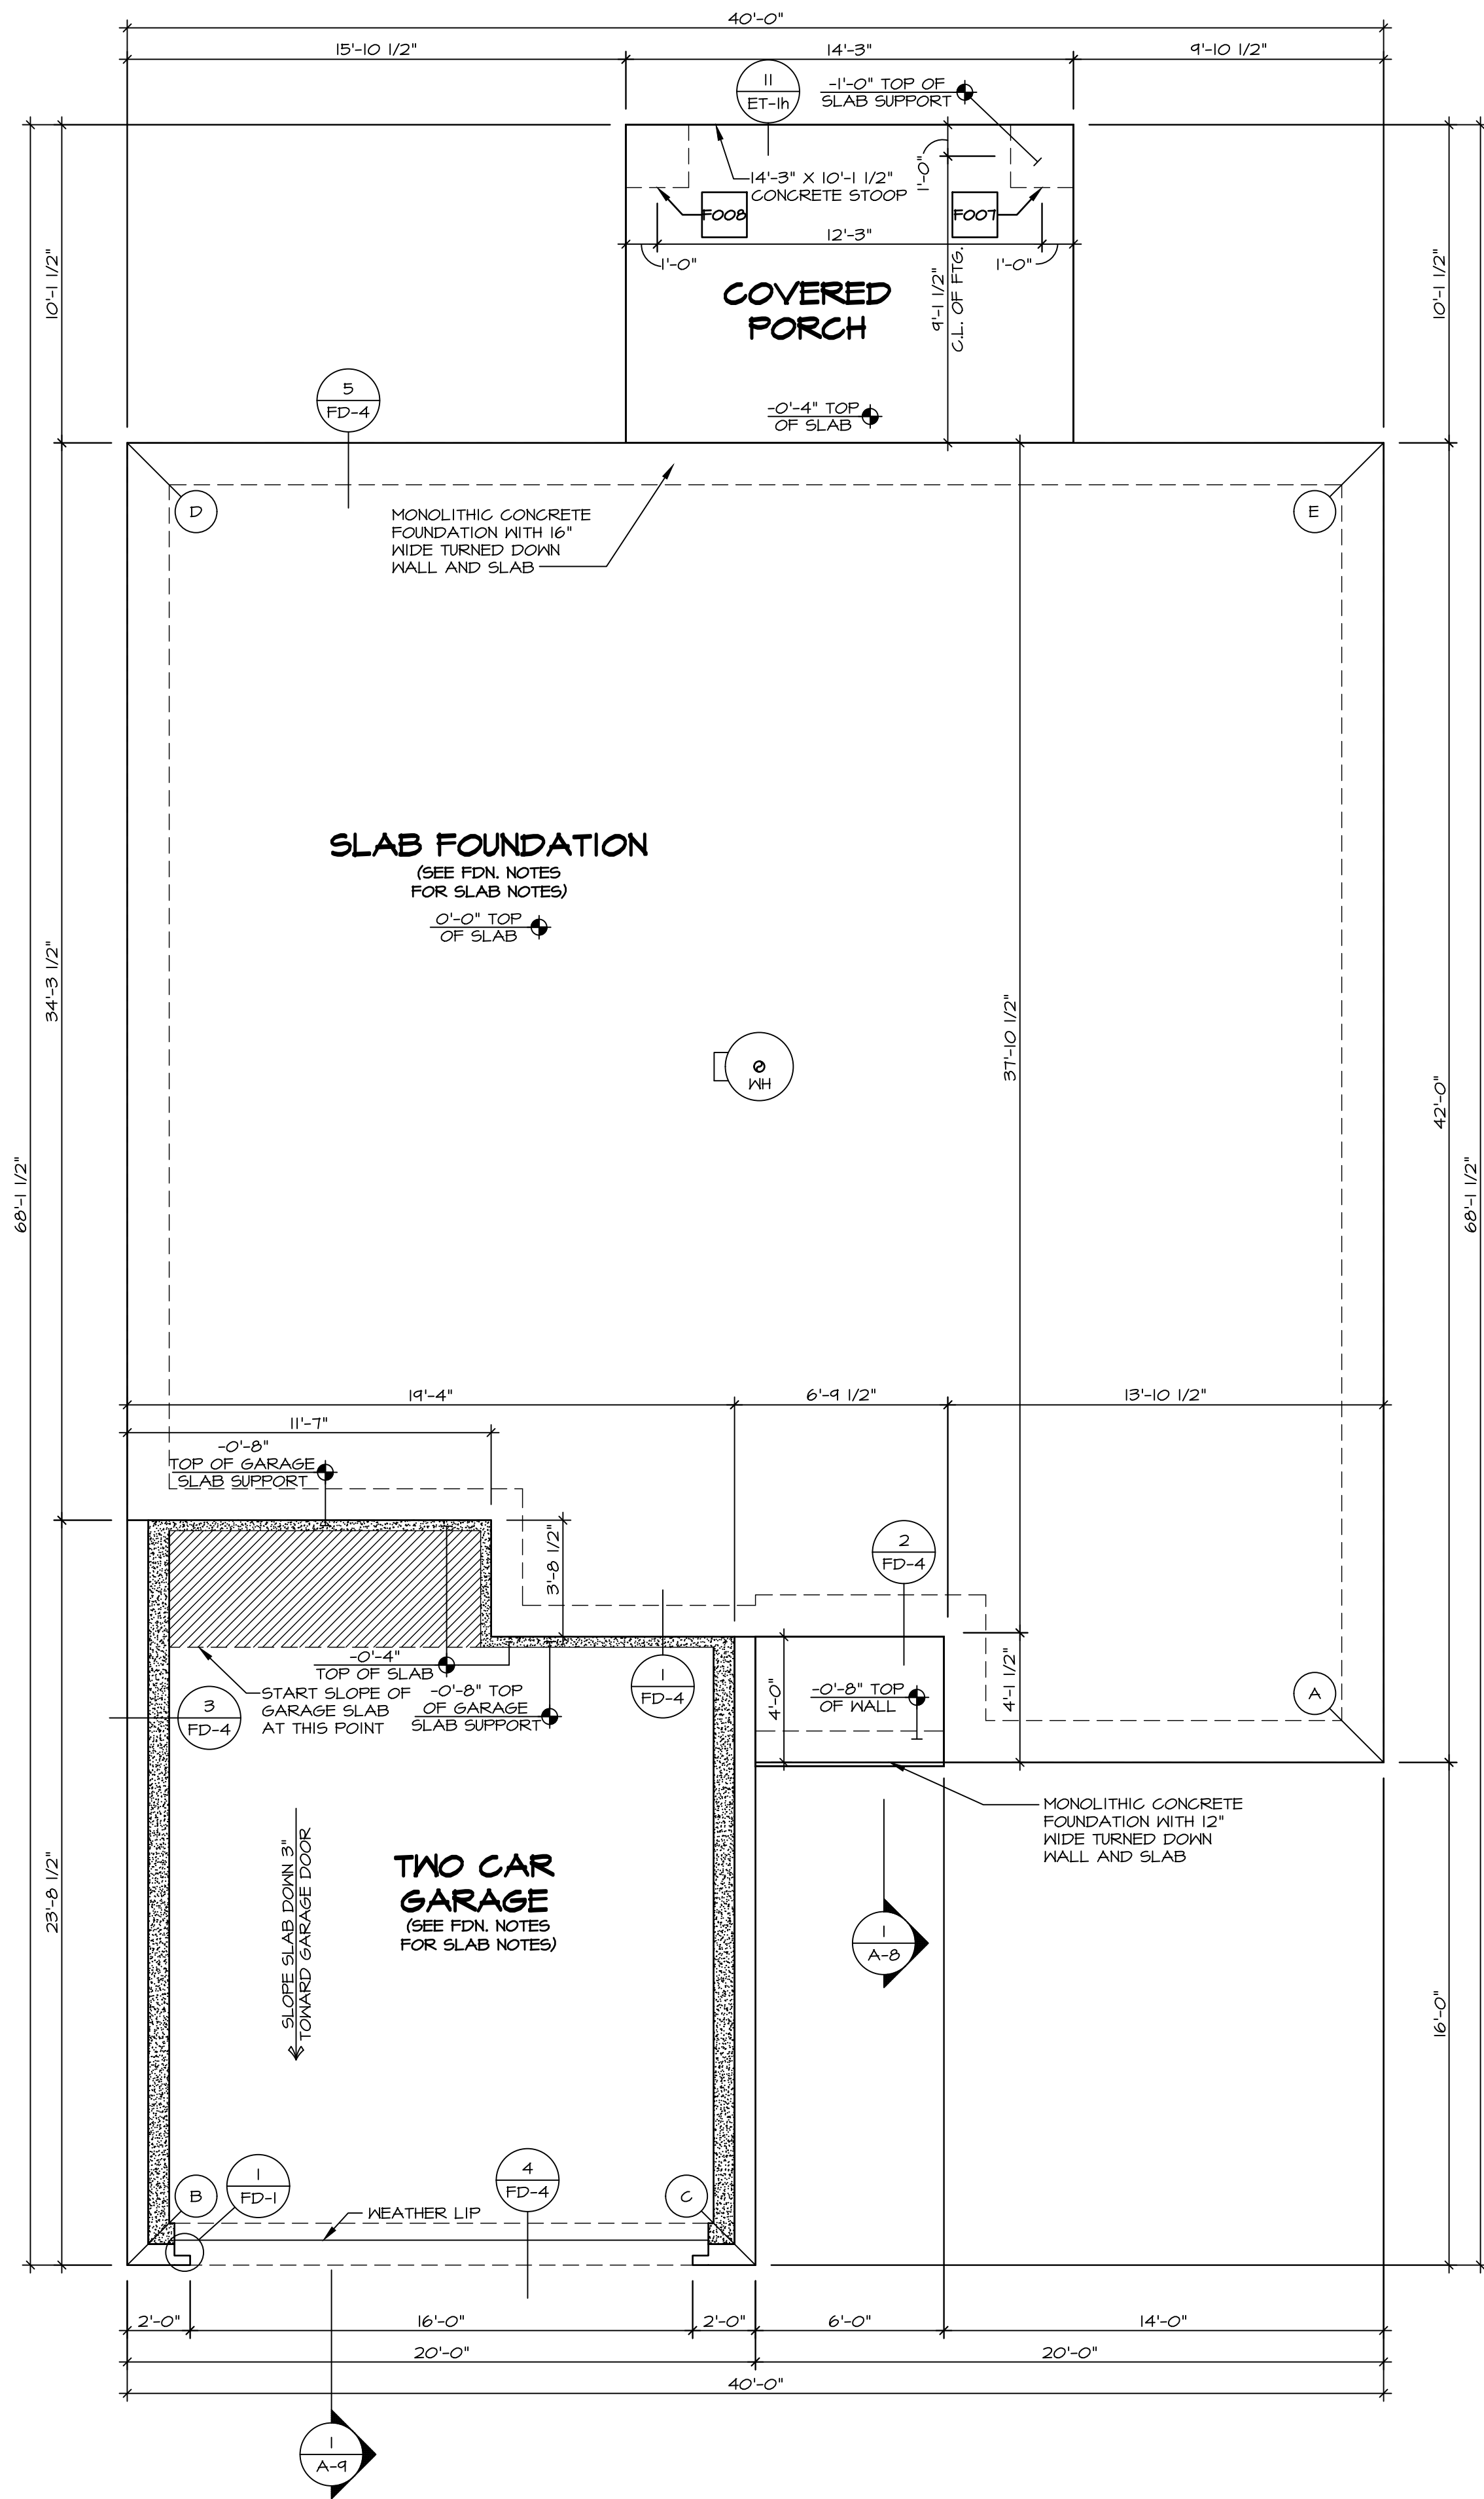 40'-0"
15'-10 1/2"
14'-3"
9'-10 1/2"
11
ET-1h
-1'-0" TOP OF
SLAB SUPPORT
14'-3" X 10'-1 1/2"
CONCRETE STOOP
1'-0"
F008
F007
12'-3"
1'-0"
1'-0"
COVERED
PORCH
9'-1 1/2"
C.L. OF FTG.
10'-1 1/2"
10'-1 1/2"
5
FD-4
-0'-4" TOP
OF SLAB
D
E
MONOLITHIC CONCRETE
FOUNDATION WITH 16"
WIDE TURNED DOWN
WALL AND SLAB
SLAB FOUNDATION
(SEE FDN. NOTES
FOR SLAB NOTES)
0'-0" TOP
OF SLAB
34'-3 1/2"
37'-10 1/2"
WH
42'-0"
68'-1 1/2"
68'-1 1/2"
19'-4"
6'-9 1/2"
13'-10 1/2"
11'-7"
-0'-8"
TOP OF GARAGE
SLAB SUPPORT
3'-8 1/2"
2
FD-4
-0'-4"
TOP OF SLAB
START SLOPE OF
GARAGE SLAB
AT THIS POINT
-0'-8" TOP
OF GARAGE
SLAB SUPPORT
1
FD-4
3
FD-4
4'-0"
-0'-8" TOP
OF WALL
4'-1 1/2"
A
MONOLITHIC CONCRETE
FOUNDATION WITH 12"
WIDE TURNED DOWN
WALL AND SLAB
TWO CAR
GARAGE
(SEE FDN. NOTES
FOR SLAB NOTES)
SLOPE SLAB DOWN 3"
TOWARD GARAGE DOOR
23'-8 1/2"
1
A-8
16'-0"
B
1
FD-1
WEATHER LIP
4
FD-4
C
2'-0"
16'-0"
2'-0"
6'-0"
14'-0"
20'-0"
20'-0"
40'-0"
1
A-9